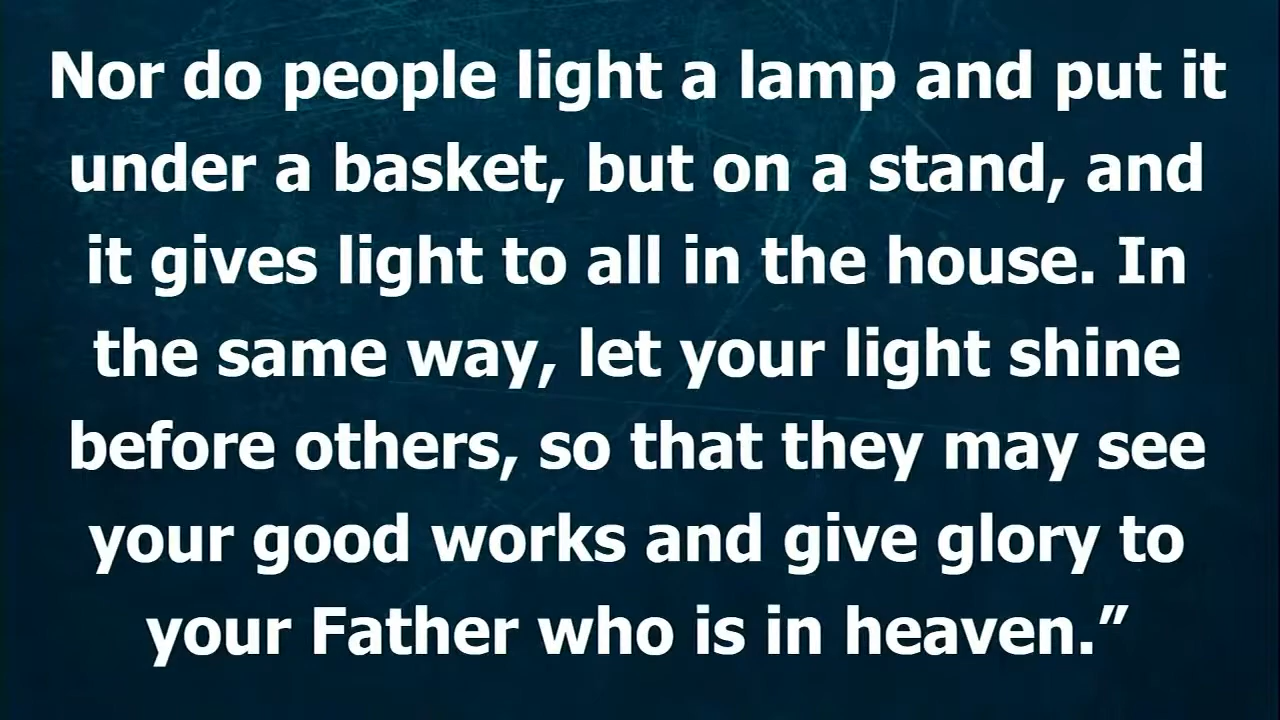 Nor do people light a lamp and put it
under a basket, but on a stand, and
it gives light to all in the house. In
the same way, let your light shine
before others, so that they may see
your good works and give glory to
your Father who is in heaven.”